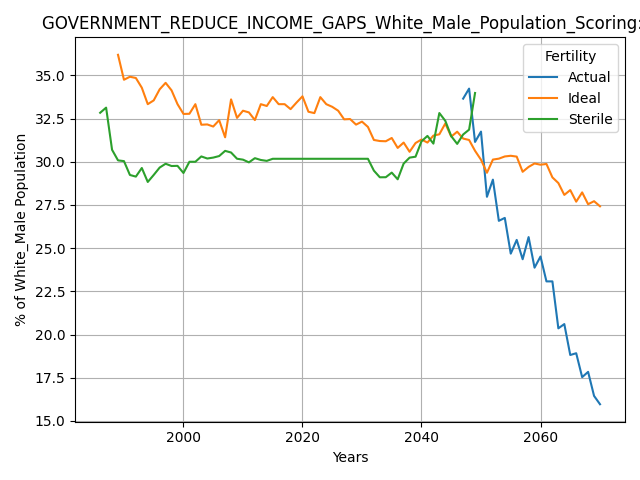 GOVERNMENT_REDUCE_INCOME_GAPS_White_Male_Population_Scoring:
Fertility
Actual
Ideal
Sterile
35.0
32.5
30.0
27.5
25.0
22.5
20.0
17.5
15.0
% of White_Male Population
2000
2020
2040
2060
Years